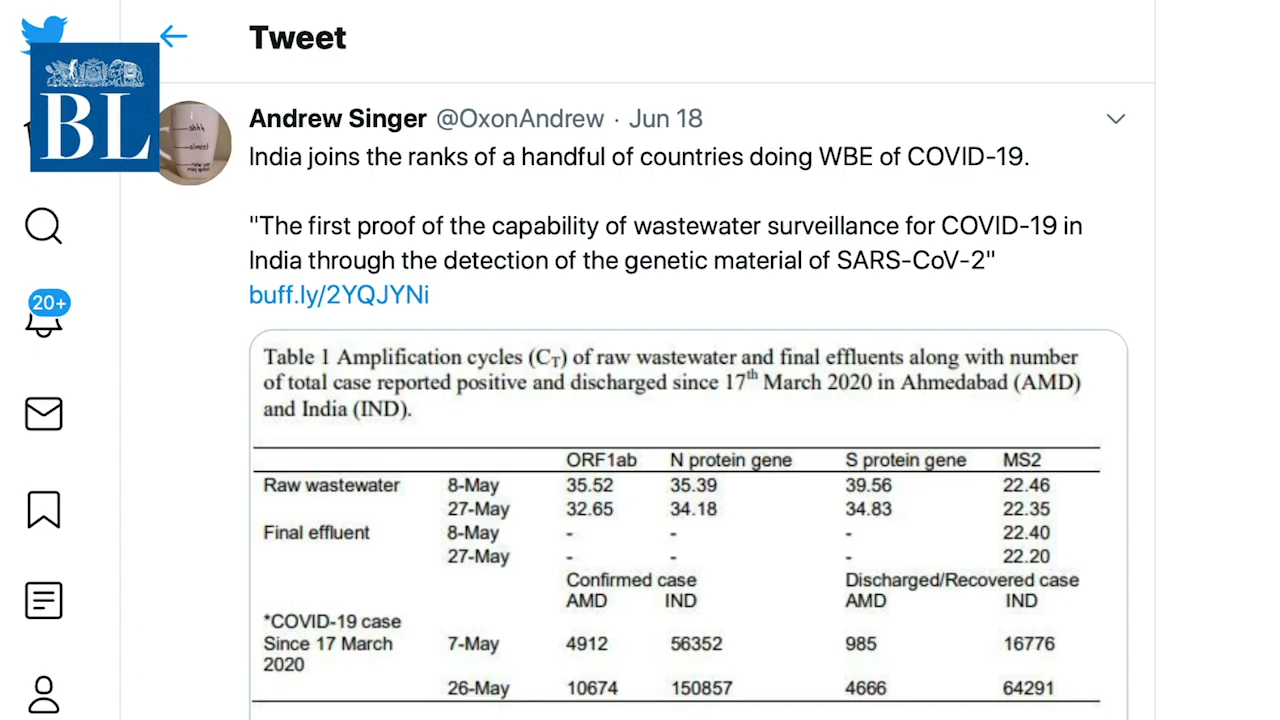 Tweet
BL
Andrew Singer @OxonAndrew · Jun 18
India joins the ranks of a handful of countries doing WBE of COVID-19.
"The first proof of the capability of wastewater surveillance for COVID-19 in
India through the detection of the genetic material of SARS-CoV-2"
buff.ly/2YQJYNi
20+
shhh
almost
now you
may speak
Table 1 Amplification cycles (CT) of raw wastewater and final effluents along with number
of total case reported positive and discharged since 17th March 2020 in Ahmedabad (AMD)
and India (IND).
ORF1ab N protein gene S protein gene MS2
Raw wastewater 8-May 35.52 35.39 39.56 22.46
27-May 32.65 34.18 34.83 22.35
Final effluent 8-May - - - 22.40
27-May - - - 22.20
Confirmed case Discharged/Recovered case
AMD IND AMD IND
*COVID-19 case
Since 17 March 7-May 4912 56352 985 16776
2020
26-May 10674 150857 4666 64291